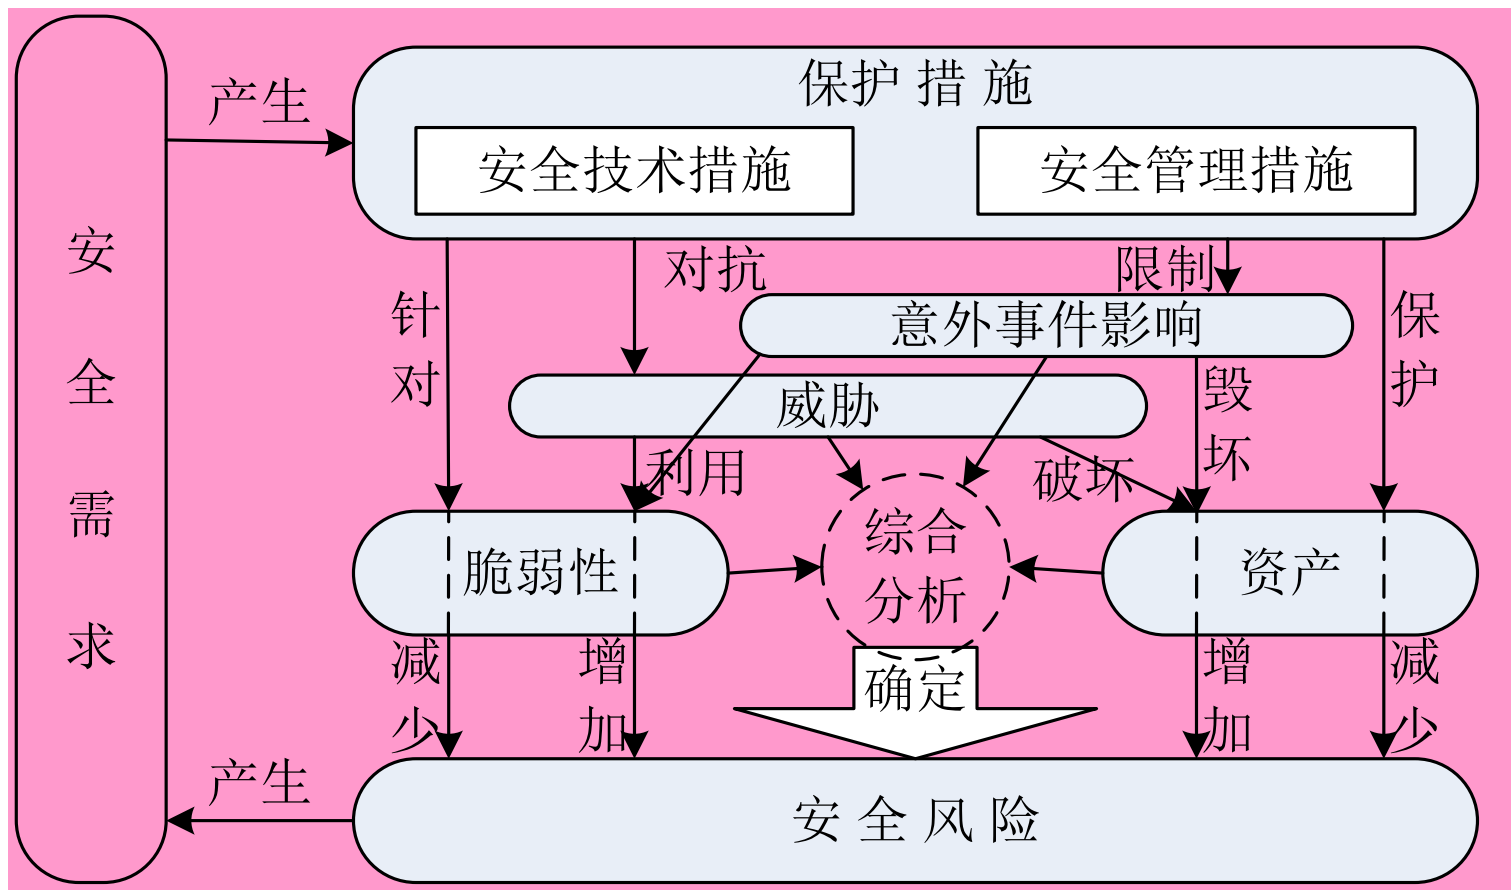 安全需求
产生
保护措施
安全技术措施
安全管理措施
针对
对抗
限制
保护
意外事件影响
威胁
毁坏
利用
破坏
脆弱性
综合
分析
资产
减少
增加
确定
增加
减少
产生
安全风险